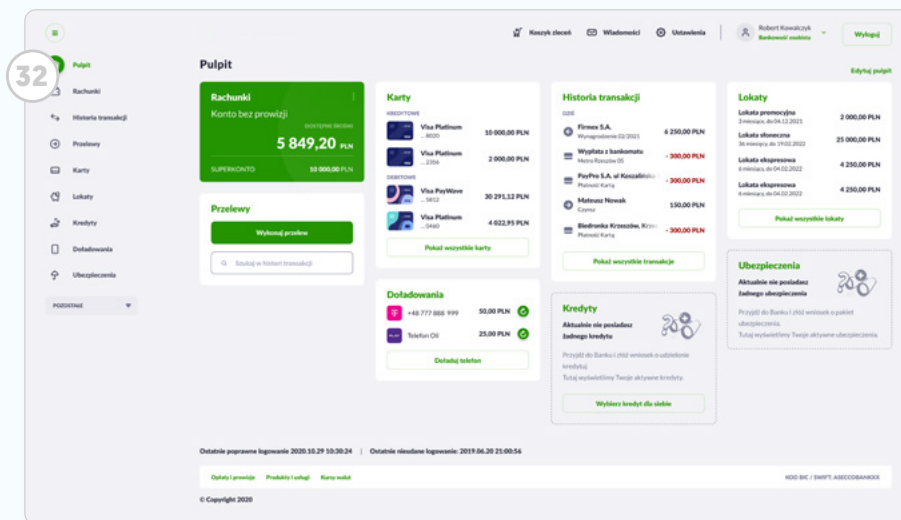 Koszyk zleceń
Wiadomości
Ustawienia
Robert Kowalczyk
Bankowość osobista
Wyloguj
32
Pulpit
Rachunki
Historia transakcji
Przelewy
Karty
Lokaty
Kredyty
Doładowania
Ubezpieczenia
POZOSTAŁE
Pulpit
Edytuj pulpit
Rachunki
Konto bez prowizji
DOSTĘPNE ŚRODKI
5 849,20 PLN
SUPERKONTO 10 000,00 PLN
Przelewy
Wykonaj przelew
Szukaj w histori transakcji
Karty
KREDYTOWE
Visa Platinum 10 000,00 PLN
... 8020
Visa Platinum 2 000,00 PLN
... 2356
DEBETOWE
Visa PayWave 30 291,12 PLN
... 5812
Visa Platinum 4 022,95 PLN
... 0460
Pokaż wszystkie karty
Doładowania
+48 777 888 999 50,00 PLN
Telefon Oli 25,00 PLN
Doładuj telefon
Historia transakcji
DZIŚ
Firmex S.A. 6 250,00 PLN
Wynagrodzenie 02/2021
Wypłata z bankomatu - 300,00 PLN
Metro Rzeszów 05
PayPro S.A. ul Koszalińska - 300,00 PLN
Płatność Kartą
Mateusz Nowak 150,00 PLN
Czynsz
Biedronka Krzeszów, - 300,00 PLN
Płatność Kartą
Pokaż wszystkie transakcje
Kredyty
Aktualnie nie posiadasz
żadnego kredytu
Przyjdź do Banku i złóż wniosek o udzielenie
kredytuj
Tutaj wyświetlimy Twoje aktywne kredyty.
Wybierz kredyt dla siebie
Lokaty
Lokata promocyjna 2 000,00 PLN
3 miesiące, do 04.12.2021
Lokata słoneczna 25 000,00 PLN
36 miesięcy, do 19.02.2022
Lokata ekspresowa 4 250,00 PLN
6 miesięcy, do 04.02.2022
Lokata ekspresowa 4 250,00 PLN
6 miesięcy, do 04.02.2022
Pokaż wszystkie lokaty
Ubezpieczenia
Aktualnie nie posiadasz
żadnego ubezpieczenia
Przyjdź do Banku i złóż wniosek o pakiet
ubezpieczenia.
Tutaj wyświetlimy Twoje aktywne ubezpieczenia.
Ostatnie poprawne logowanie 2020.10.29 10:30:24 | Ostatnie nieudane logowanie: 2019.06.20 21:00:56
Opłaty i prowizje Produkty i usługi Kursy walut
KOD BIC / SWIFT: ASECCOBANKXX
© Copyright 2020